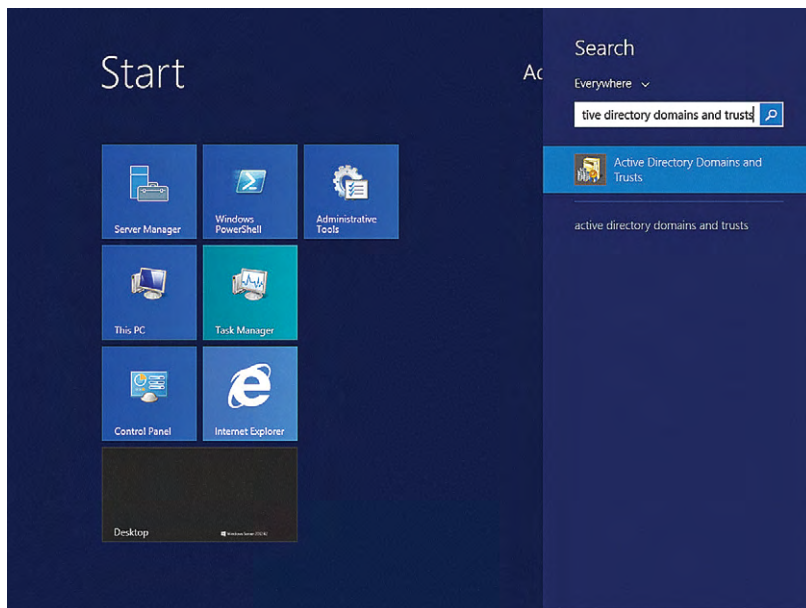 Start
Ad
Search
Everywhere
tive directory domains and trusts
Active Directory Domains and
Trusts
active directory domains and trusts
Server Manager
Windows
PowerShell
Administrative
Tools
This PC
Task Manager
Control Panel
Internet Explorer
Desktop